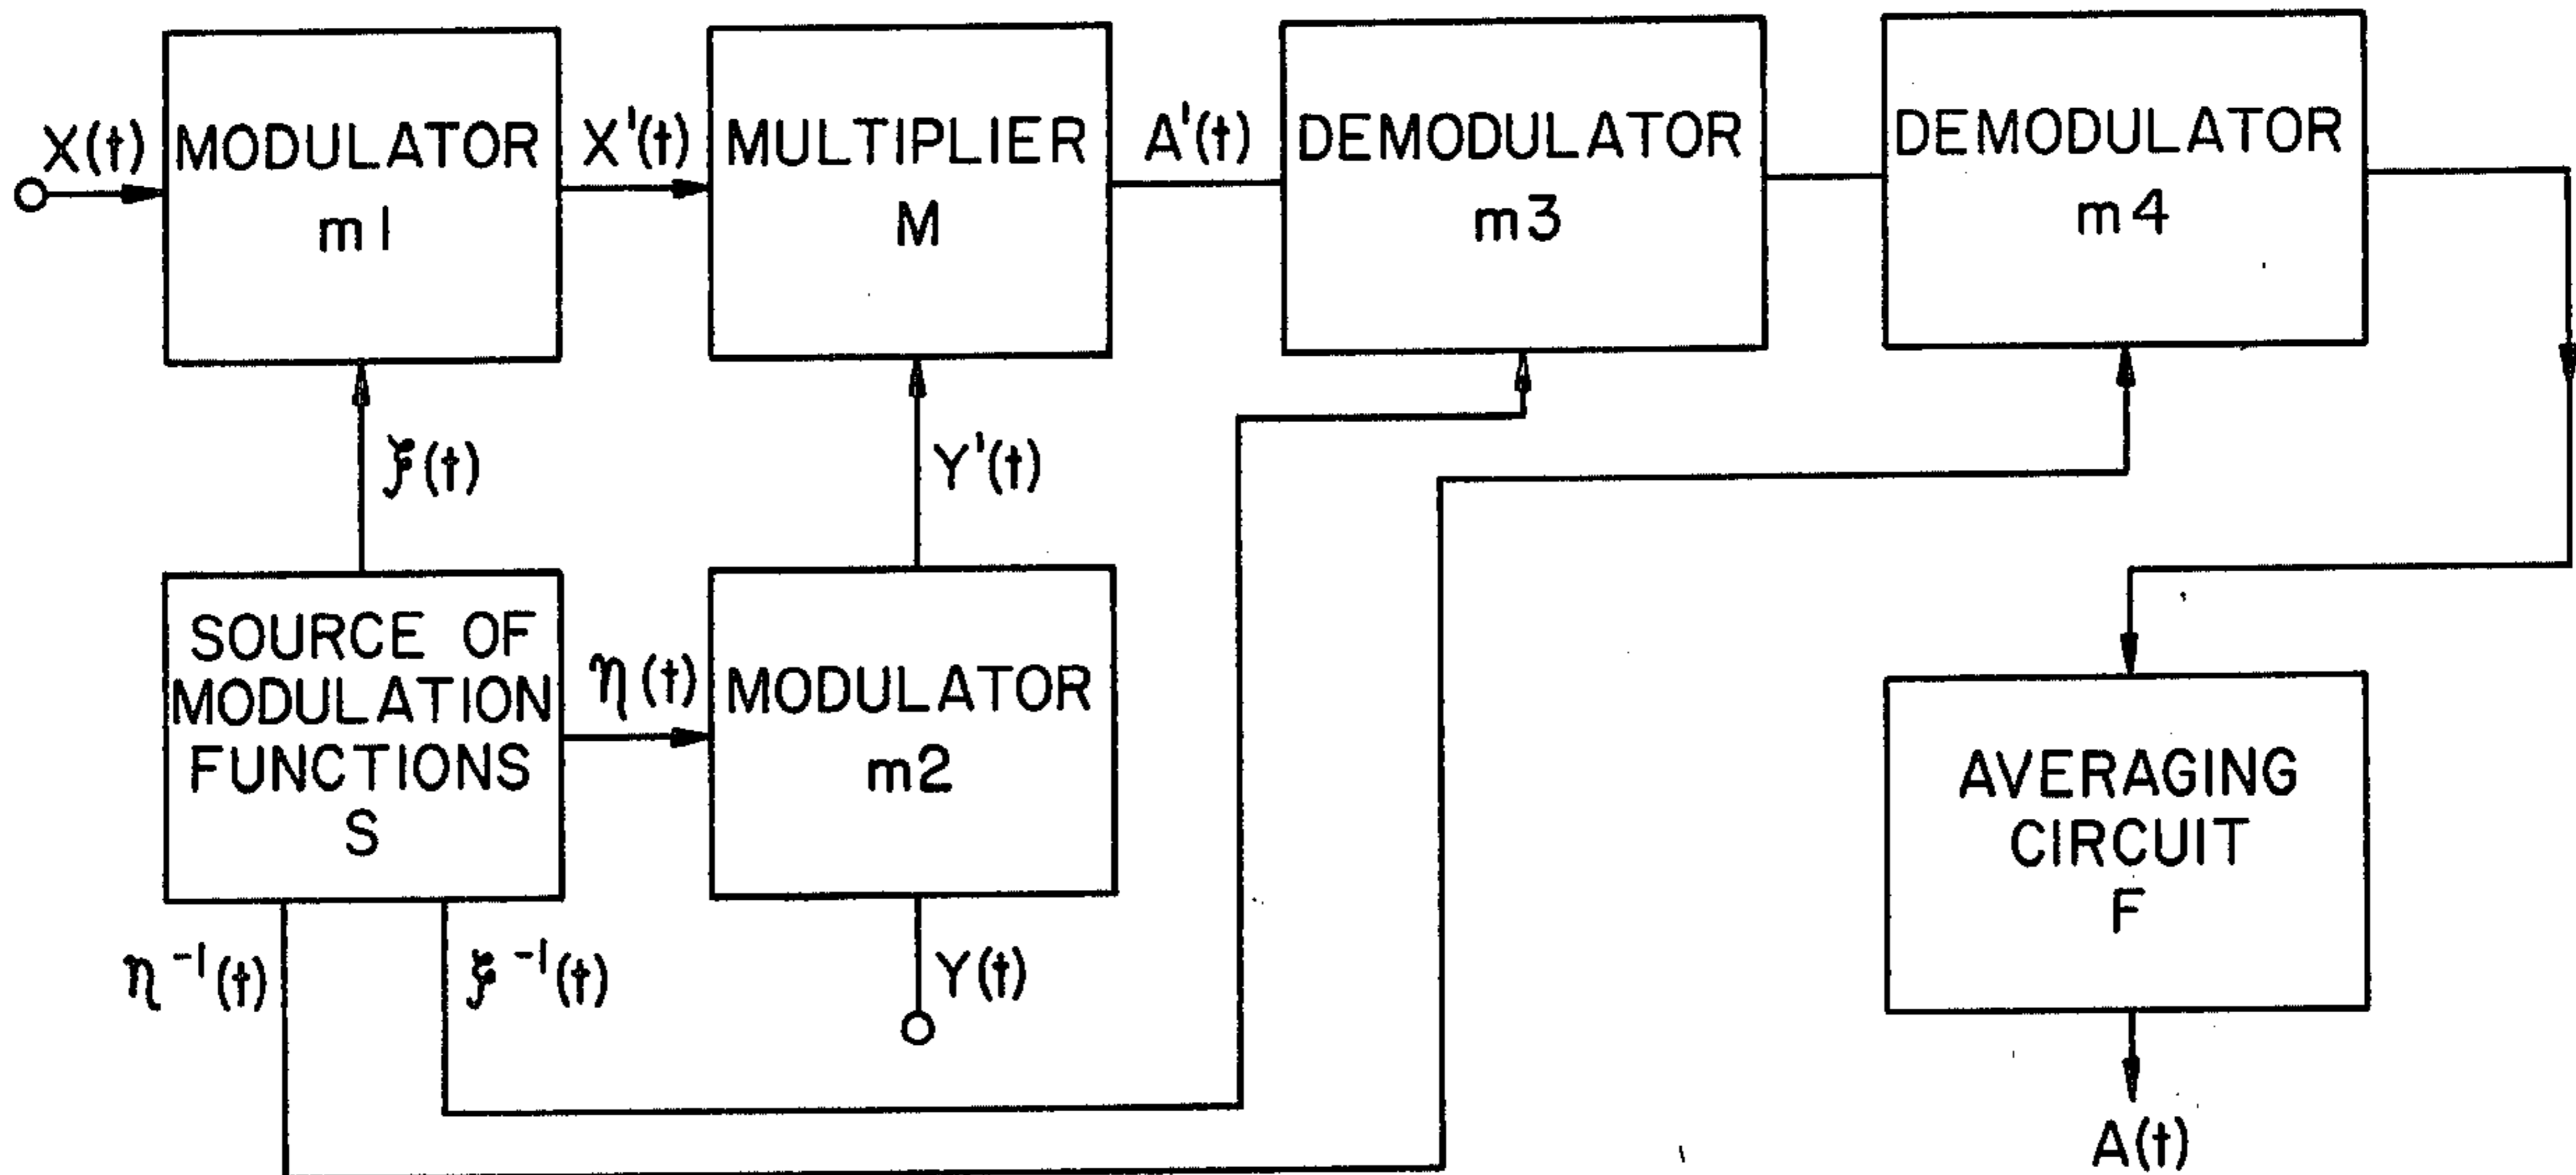 X(t)
MODULATOR
m1
X'(t)
MULTIPLIER
M
A'(t)
DEMODULATOR
m3
DEMODULATOR
m4
ξ(t)
Y'(t)
SOURCE OF
MODULATION
FUNCTIONS
S
η(t)
MODULATOR
m2
AVERAGING
CIRCUIT
F
η⁻¹(t)
ξ⁻¹(t)
Y(t)
A(t)